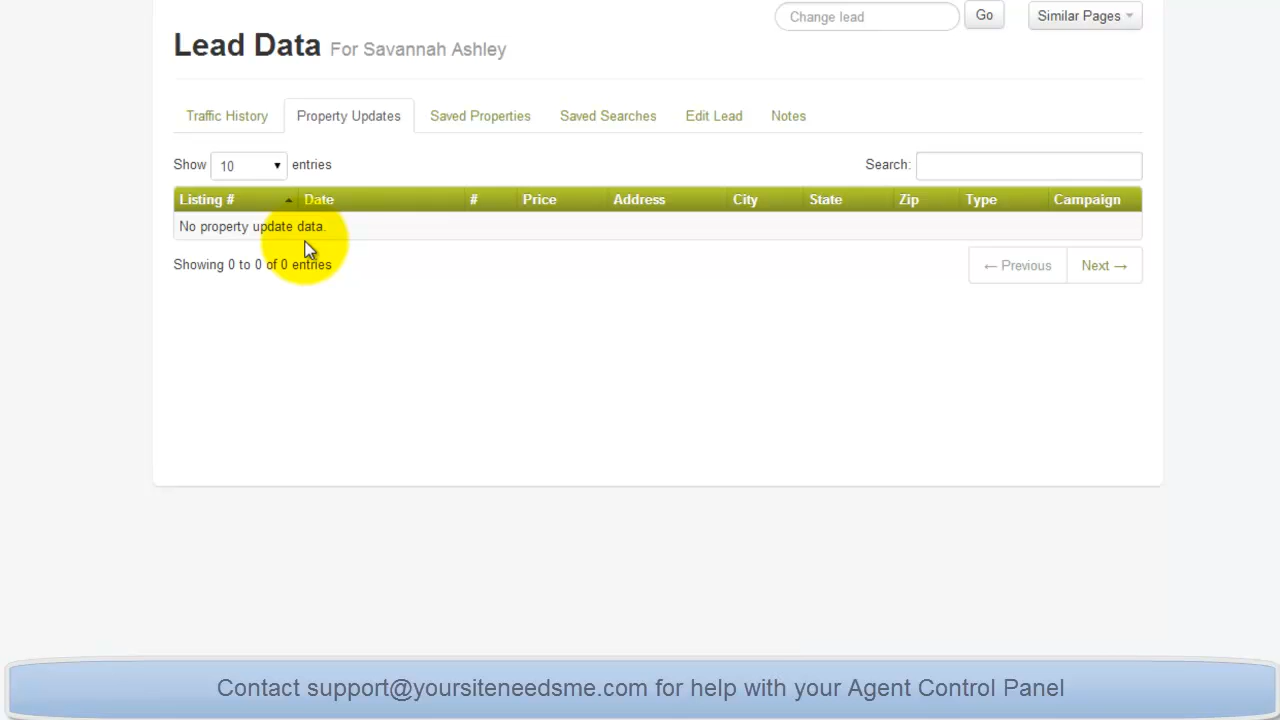 Change lead
Go
Similar Pages
Lead Data For Savannah Ashley
Traffic History Property Updates Saved Properties Saved Searches Edit Lead Notes
Show 10 entries Search:
Listing # Date # Price Address City State Zip Type Campaign
No property update data.
Showing 0 to 0 of 0 entries ← Previous Next →
Contact support@yoursiteneedsme.com for help with your Agent Control Panel